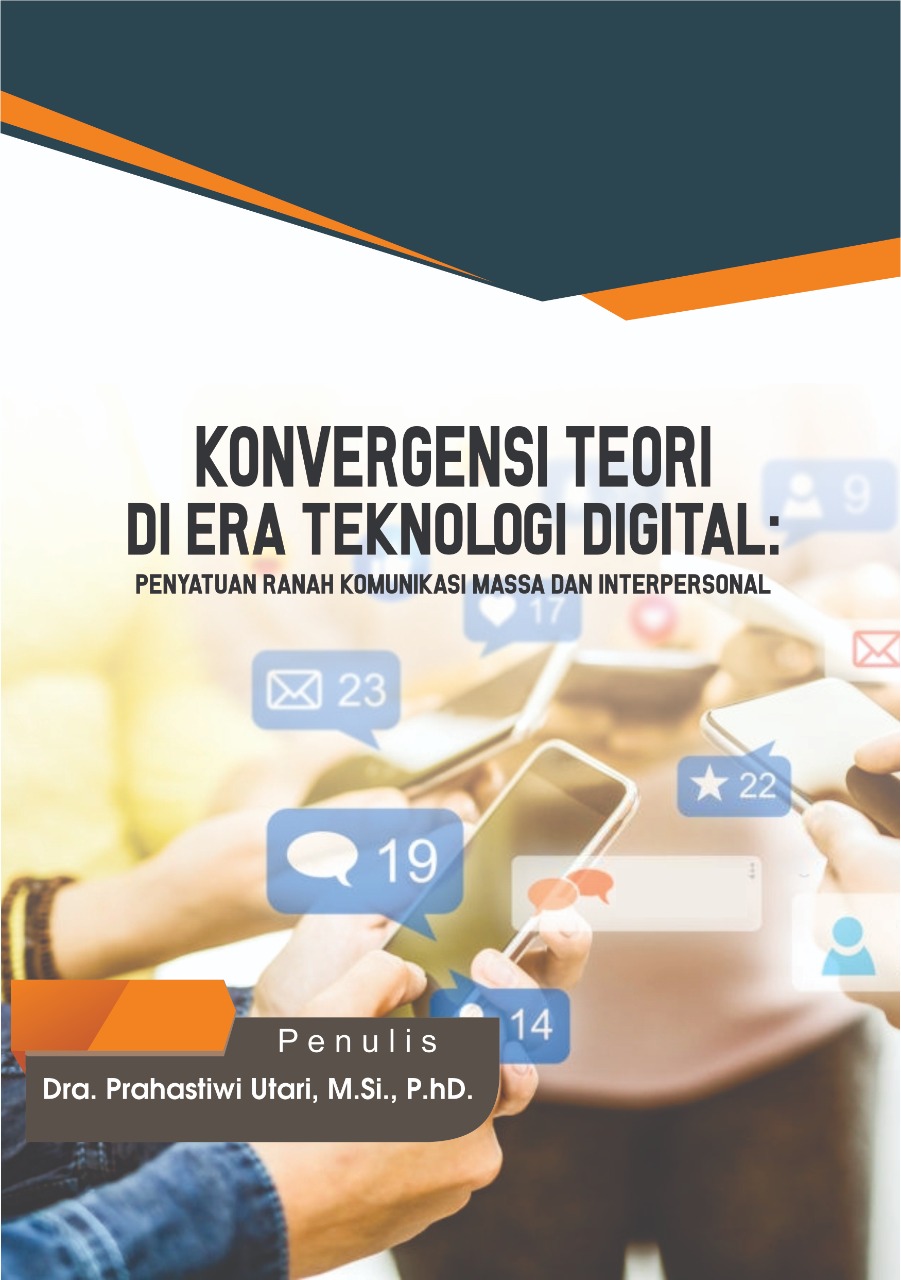 KONVERGENSI TEORI
DI ERA TEKNOLOGI DIGITAL:
PENYATUAN RANAH KOMUNIKASI MASSA DAN INTERPERSONAL
9
17
23
22
19
14
Penulis
Dra. Prahastiwi Utari, M.Si., P.hD.